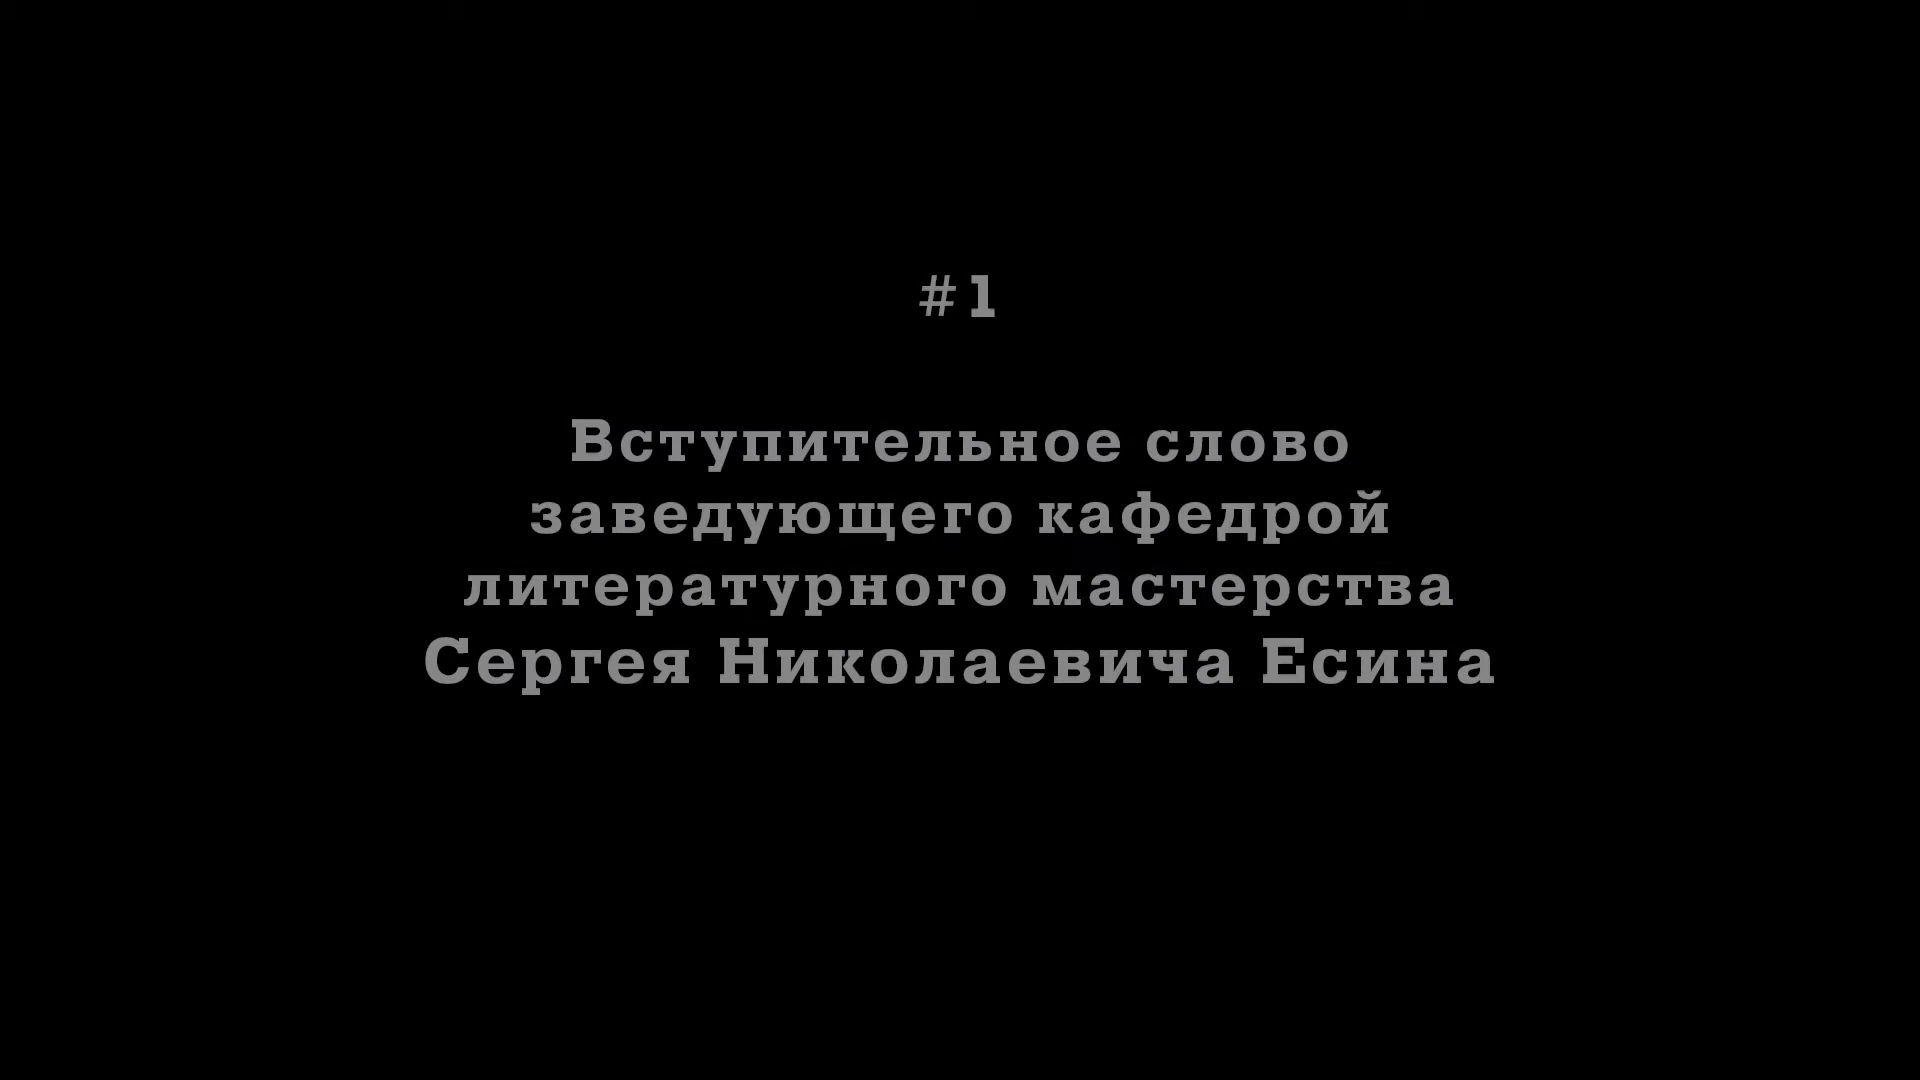 #1
Вступительное слово
заведующего кафедрой
литературного мастерства
Сергея Николаевича Есина